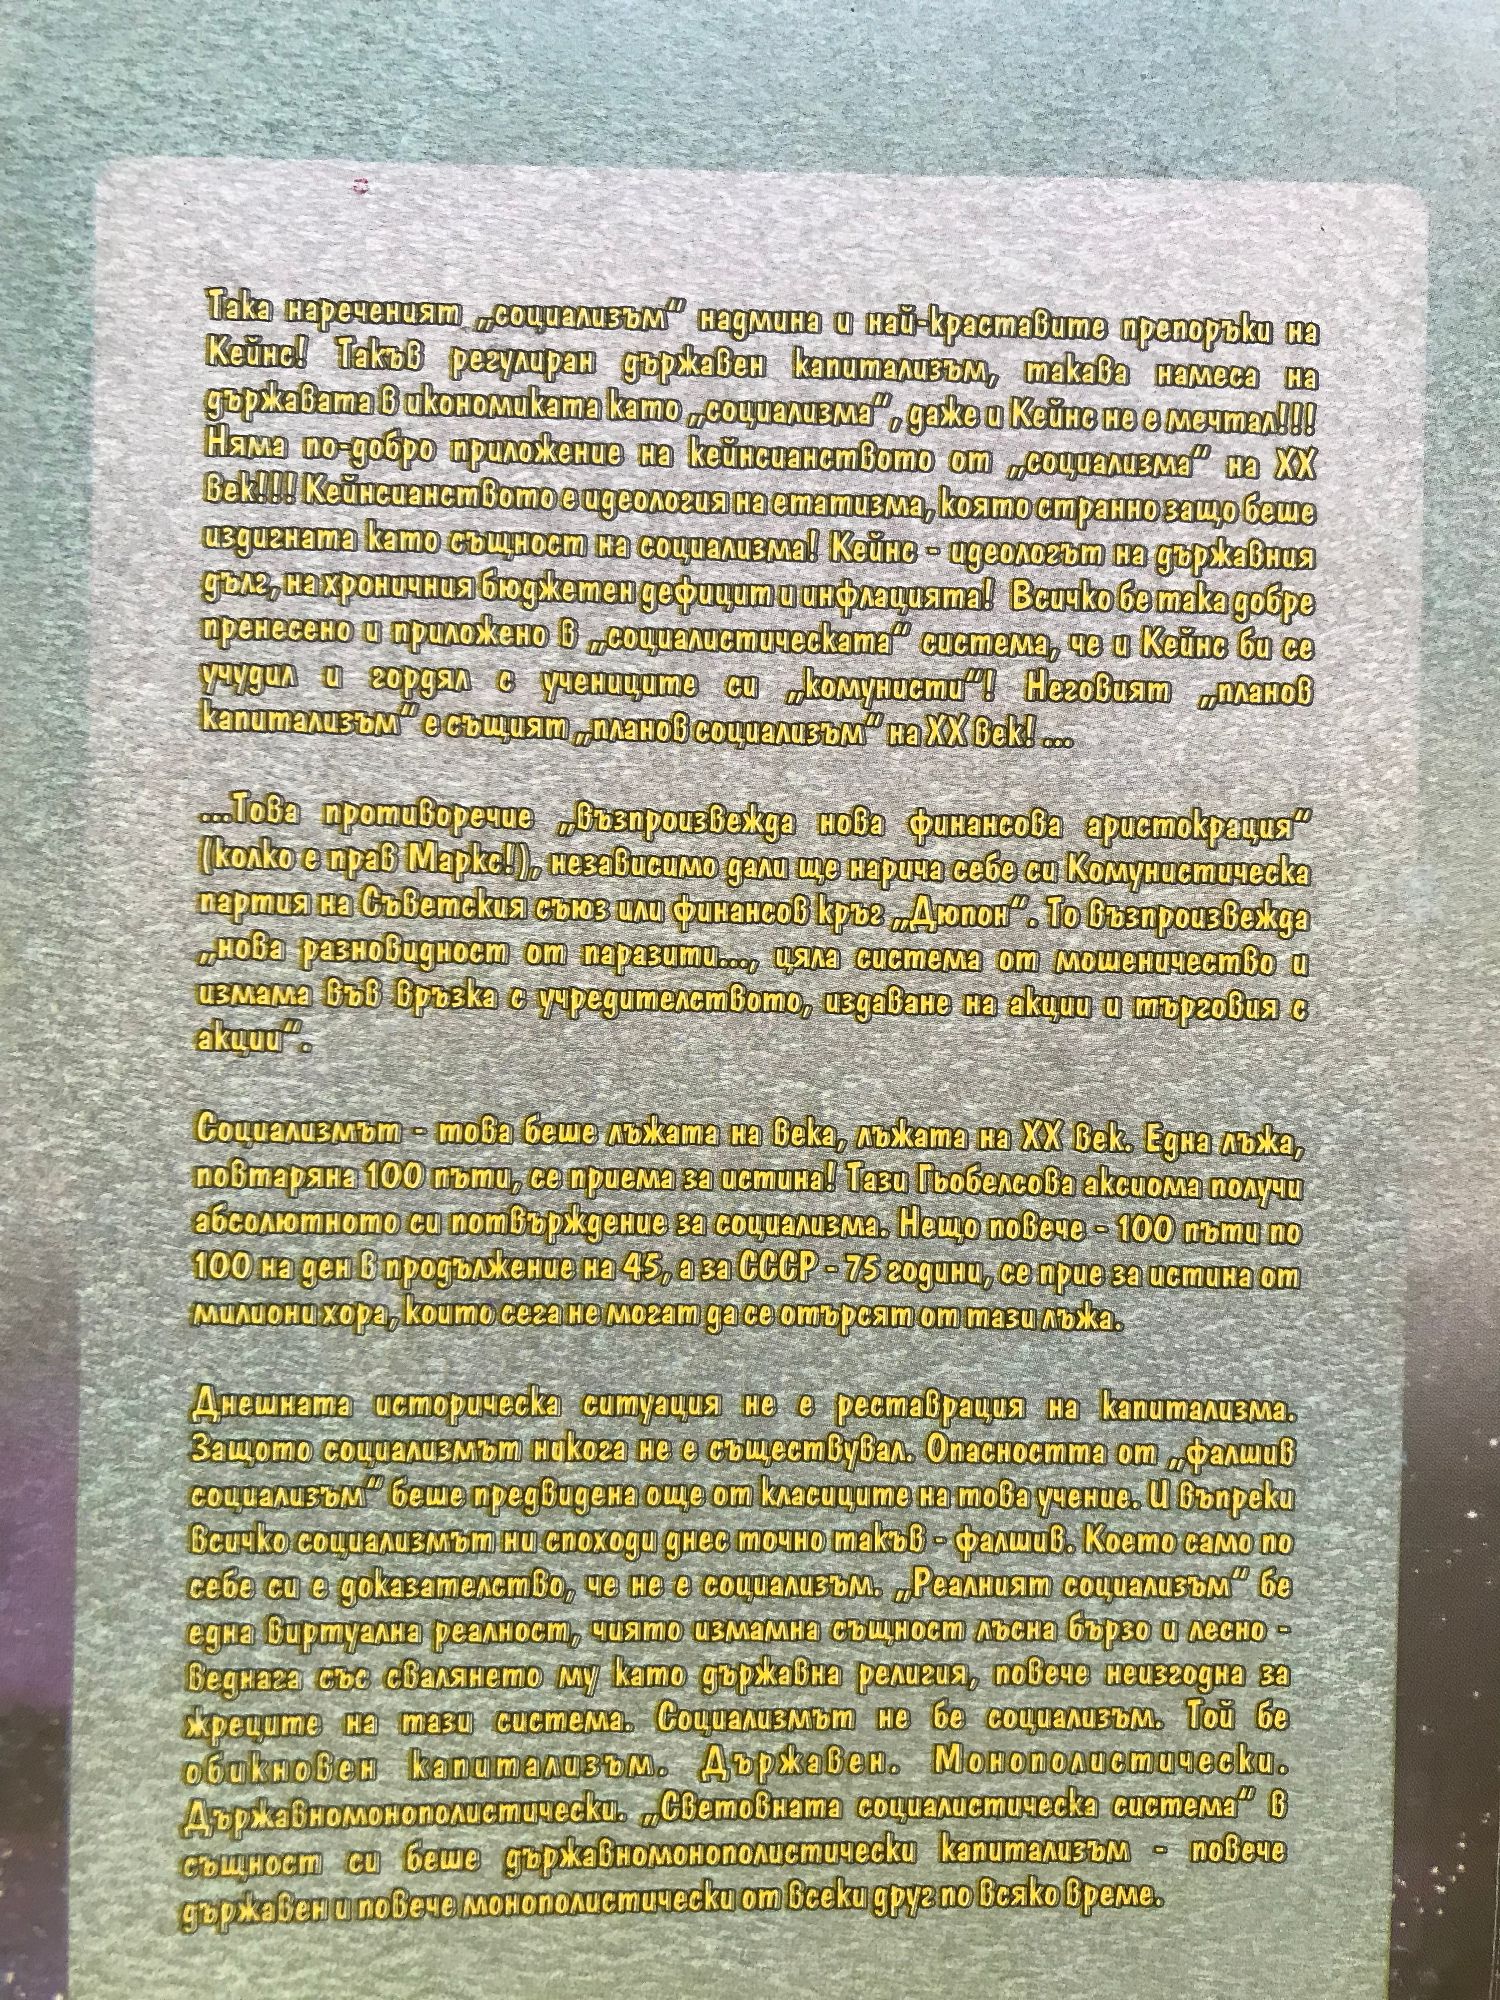 Така нареченият „социализъм“ надмина и най-краставите препоръки на
Кейнс! Такъв регулиран държавен капитализъм, такава намеса на
държавата в икономиката като „социализма“, даже и Кейнс не е мечтал!!!
Няма по-добро приложение на кейнсианството от „социализма“ на XX
век!!! Кейнсианството е идеология на етатизма, която странно защо беше
издигната като същност на социализма! Кейнс - идеологът на държавния
дълг, на хроничния бюджетен дефицит и инфлацията! Всичко бе така добре
пренесено и приложено в „социалистическата“ система, че и Кейнс би се
учудил и гордял с учениците си „комунисти“! Неговият „планов
капитализъм“ е същият „планов социализъм“ на XX век! ...
...Това противоречие „възпроизвежда нова финансова аристокрация“
(колко е прав Маркс!), независимо дали ще нарича себе си Комунистическа
партия на Съветския съюз или финансов кръг „Дюпон“. То възпроизвежда
„нова разновидност от паразити..., цяла система от мошеничество и
измама във връзка с учредителството, издаване на акции и търговия с
акции“.
Социализмът - това беше лъжата на века, лъжата на XX век. Една лъжа,
повтаряна 100 пъти, се приема за истина! Тази Гьобелсова аксиома получи
абсолютното си потвърждение за социализма. Нещо повече - 100 пъти по
100 на ден в продължение на 45, а за СССР - 75 години, се прие за истина от
милиони хора, които сега не могат да се отърсят от тази лъжа.
Днешната историческа ситуация не е реставрация на капитализма.
Защото социализмът никога не е съществувал. Опасността от „фалшив
социализъм“ беше предвидена още от класиците на това учение. И въпреки
всичко социализмът ни споходи днес точно такъв - фалшив. Което само по
себе си е доказателство, че не е социализъм. „Реалният социализъм“ бе
една виртуална реалност, чиято измамна същност лъсна бързо и лесно -
веднага със свалянето му като държавна религия, повече неизгодна за
жреците на тази система. Социализмът не бе социализъм. Той бе
обикновен капитализъм. Държавен. Монополистически.
Държавномонополистически. „Световната социалистическа система“ в
същност си беше държавномонополистически капитализъм - повече
държавен и повече монополистически от всеки друг по всяко време.